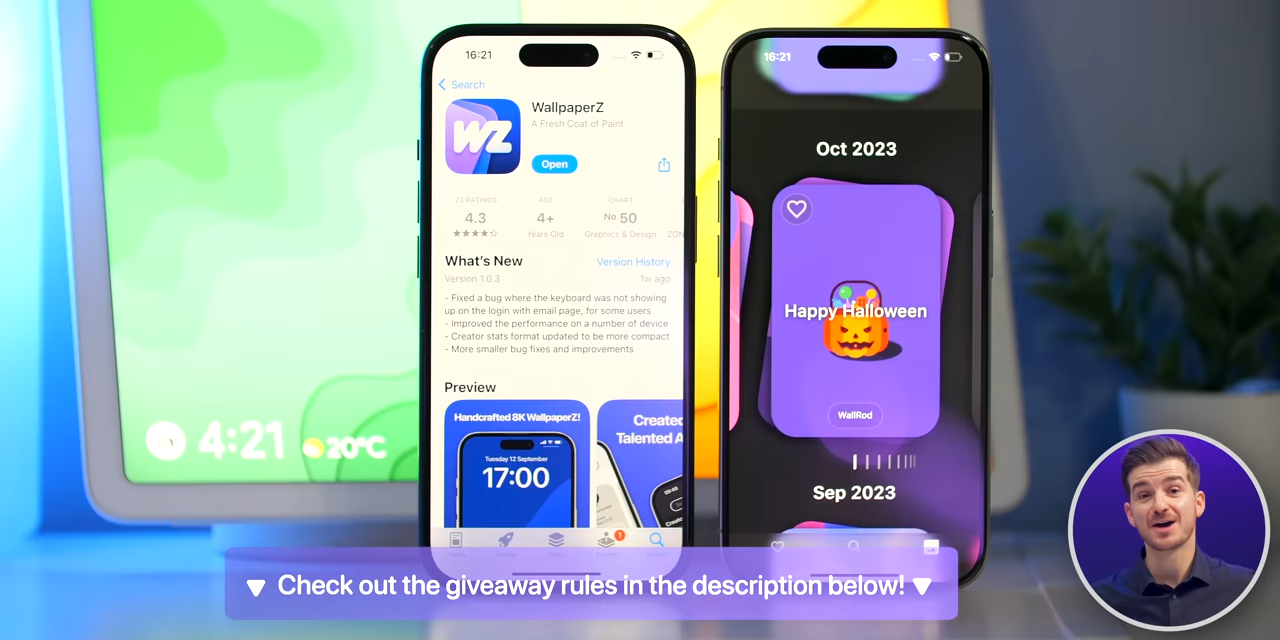 16:21
Search
WZ
WallpaperZ
A Fresh Coat of Paint
Open
23 RATINGS
AGE
CHART
4.3
4+
No.50
Years Old
Graphics & Design
ZON
What's New
Version History
Version 1.0.3
1w ago
- Fixed a bug where the keyboard was not showing
up on the login with email page, for some users
- Improved the performance on a number of device
- Creator stats format updated to be more compact
- More smaller bug fixes and improvements
Preview
Handcrafted 8K WallpaperZ!
Tuesday 12 September
17:00
Created
Talented A
1
16:21
Oct 2023
Happy Halloween
WallRod
Sep 2023
4:21
20°C
Check out the giveaway rules in the description below!